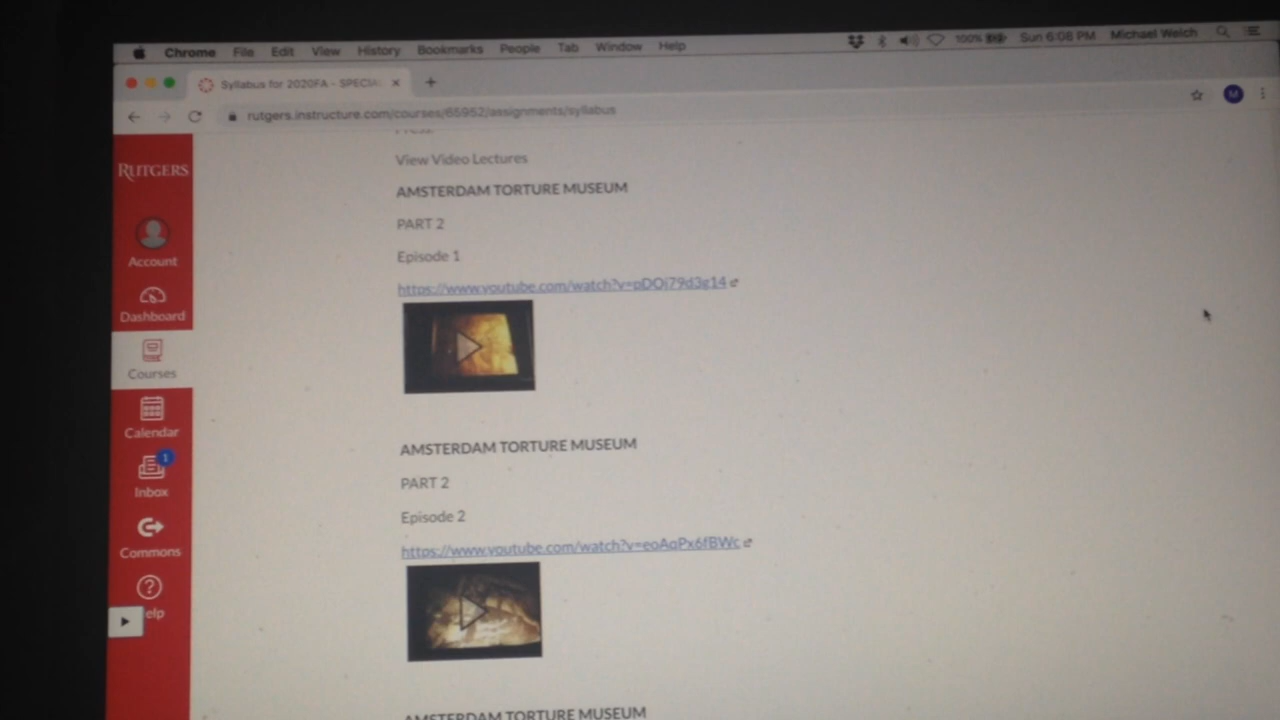 Chrome File Edit View History Bookmarks People Tab Window Help 100% Sun 6:08 PM Michael Welch
Syllabus for 2020FA - SPECIA
rutgers.instructure.com/courses/65952/assignments/syllabus
M
RUTGERS
Account
Dashboard
Courses
Calendar
1
Inbox
Commons
elp
View Video Lectures
AMSTERDAM TORTURE MUSEUM
PART 2
Episode 1
https://www.youtube.com/watch?v=pDOj79d3g14
AMSTERDAM TORTURE MUSEUM
PART 2
Episode 2
https://www.youtube.com/watch?v=eoAqPx6fBWc
AMSTERDAM TORTURE MUSEUM